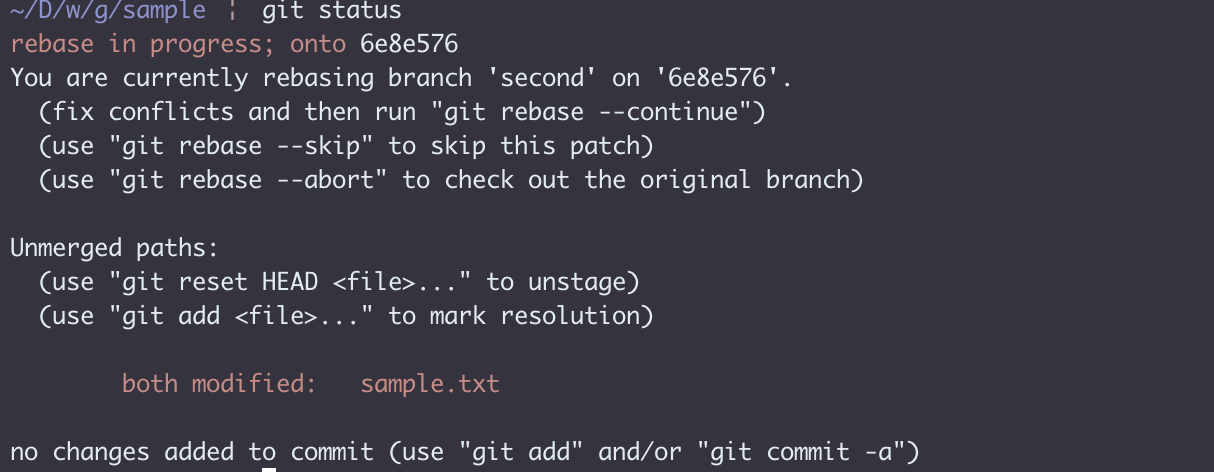 ~/D/w/g/sample ¦ git status
rebase in progress; onto 6e8e576
You are currently rebasing branch 'second' on '6e8e576'.
(fix conflicts and then run "git rebase --continue")
(use "git rebase --skip" to skip this patch)
(use "git rebase --abort" to check out the original branch)
Unmerged paths:
(use "git reset HEAD <file>..." to unstage)
(use "git add <file>..." to mark resolution)
both modified: sample.txt
no changes added to commit (use "git add" and/or "git commit -a")